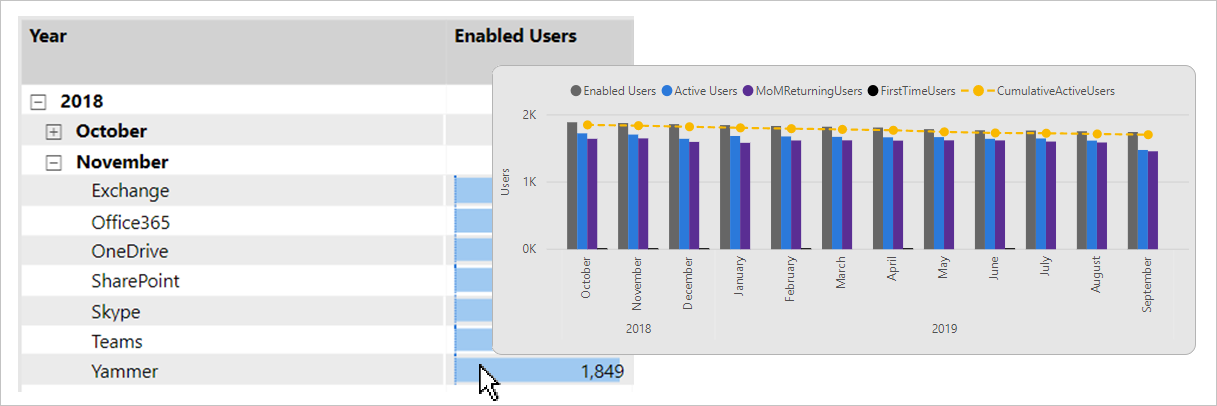 Year Enabled Users
2018
October
November
Exchange
Office365
OneDrive
SharePoint
Skype
Teams
Yammer 1,849
Enabled Users Active Users MoMReturningUsers FirstTimeUsers CumulativeActiveUsers
Users
2K
1K
0K
October November December January February March April May June July August September
2018 2019